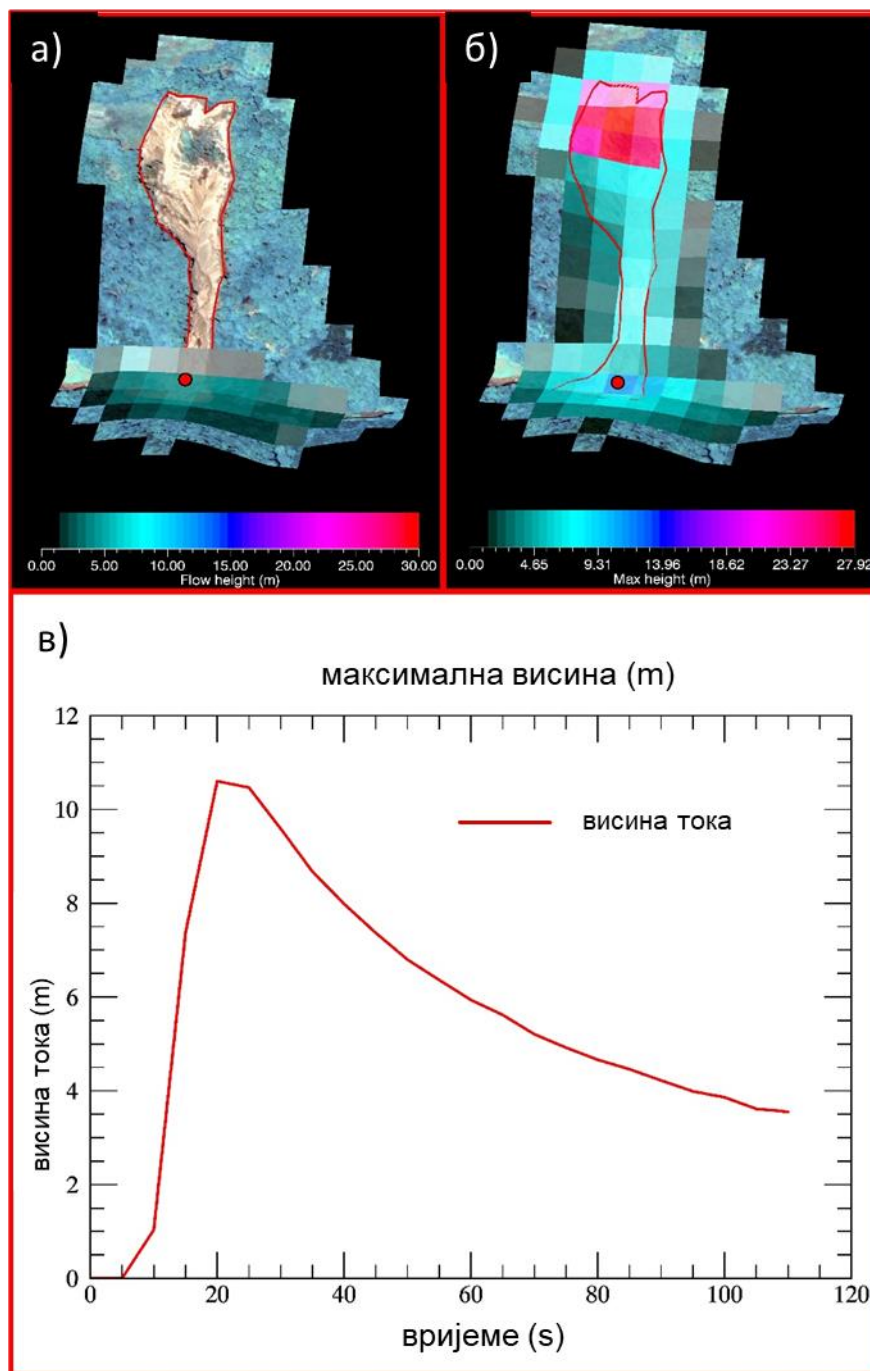 а)
б)
0.00 5.00 10.00 15.00 20.00 25.00 30.00
Flow height (m)
0.00 4.65 9.31 13.96 18.62 23.27 27.92
Max height (m)
в)
максимална висина (m)
висина тока
12
10
8
6
4
2
0
висина тока (m)
0 20 40 60 80 100 120
вријеме (s)